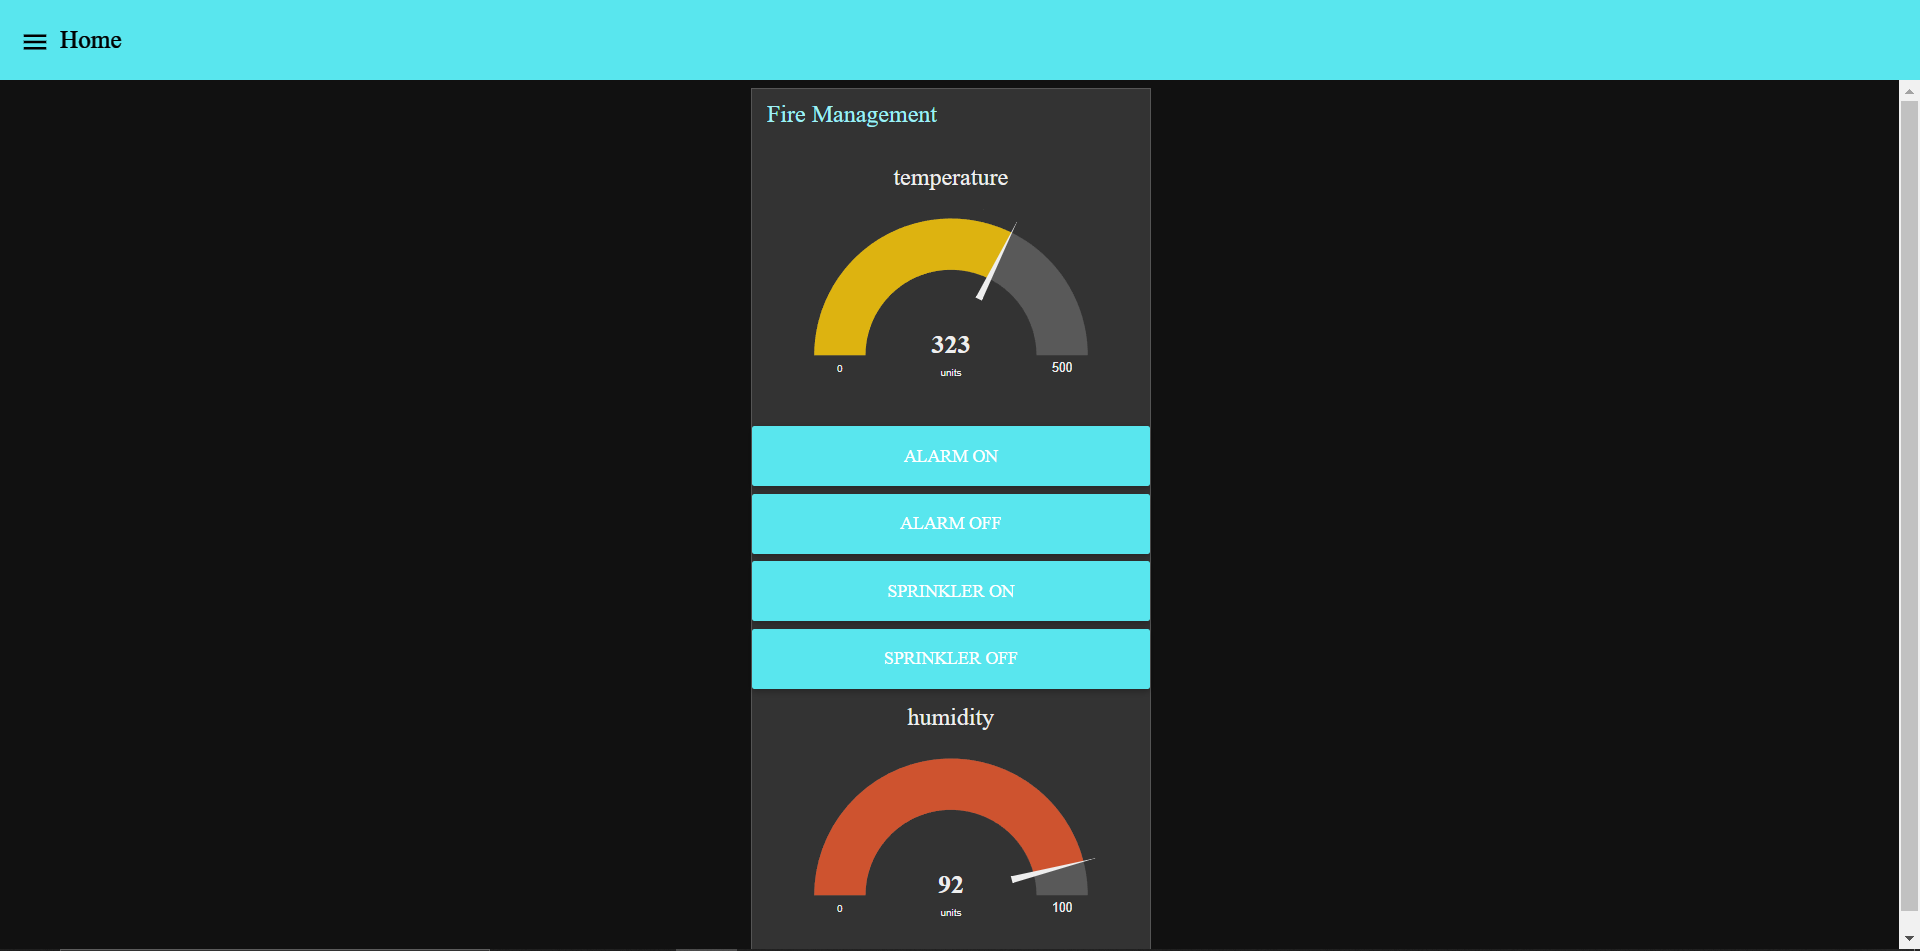 Home
Fire Management
temperature
323
0
units
500
ALARM ON
ALARM OFF
SPRINKLER ON
SPRINKLER OFF
humidity
92
0
units
100